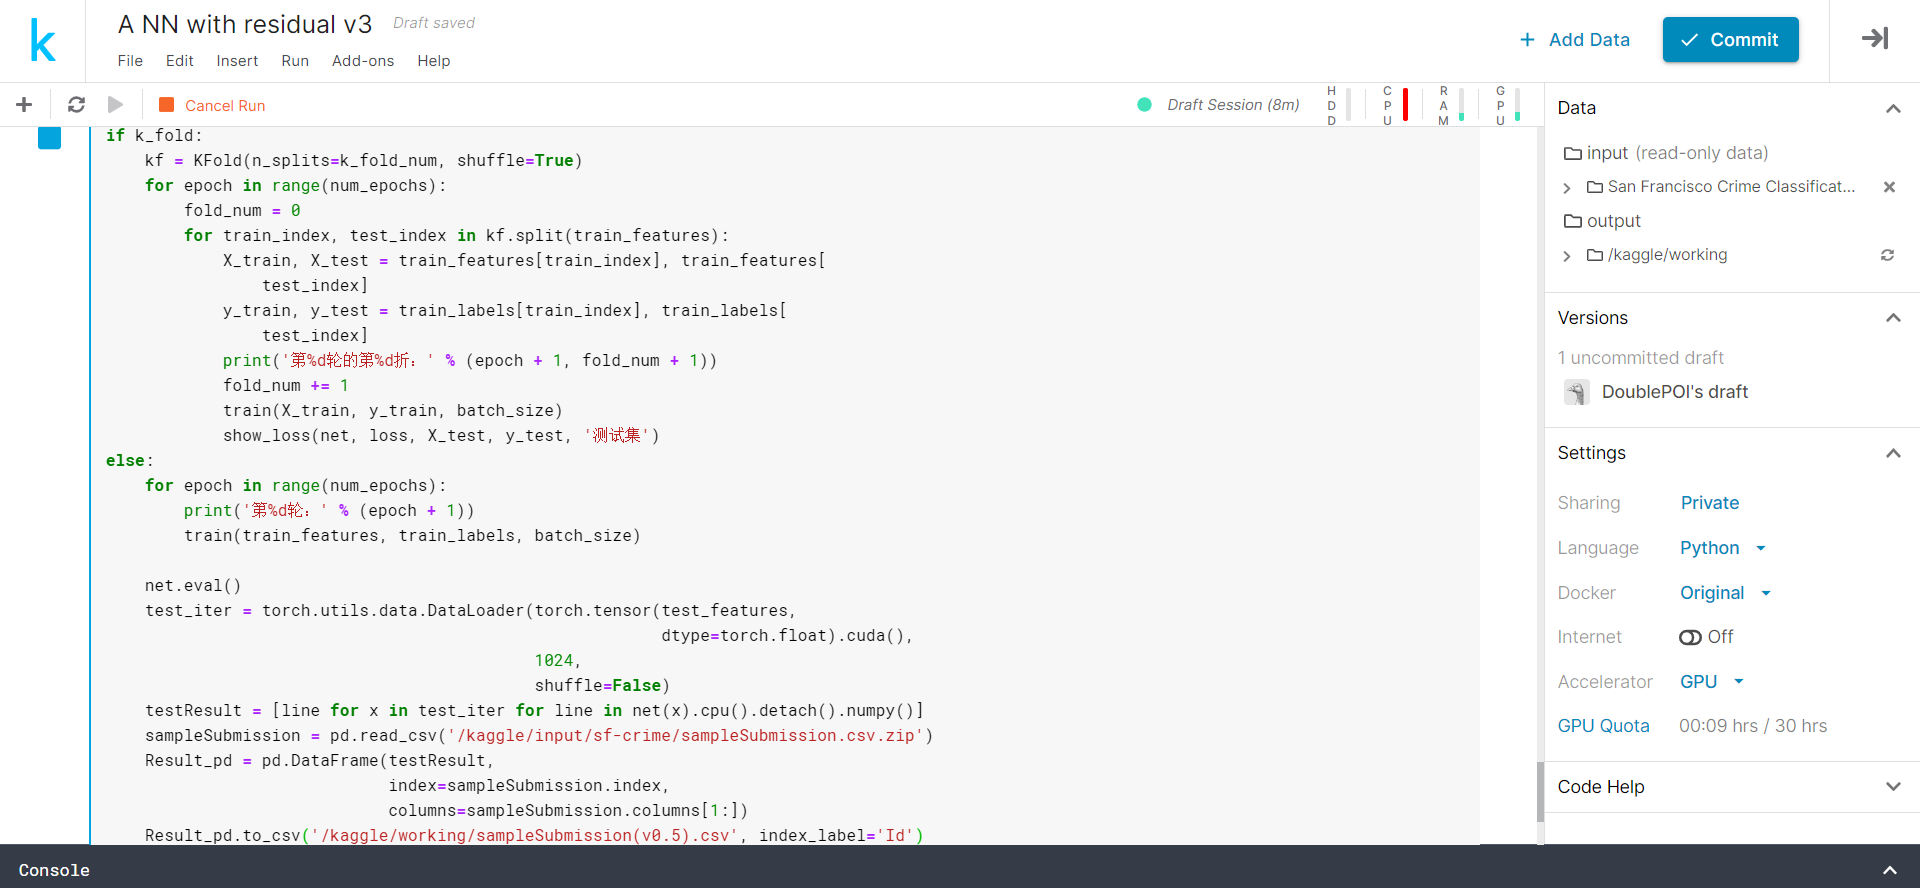 k
A NN with residual v3
Draft saved
File Edit Insert Run Add-ons Help
+ Add Data
Commit
Cancel Run
Draft Session (8m)
HDD
CPU
RAM
GPU
if k_fold:
    kf = KFold(n_splits=k_fold_num, shuffle=True)
    for epoch in range(num_epochs):
        fold_num = 0
        for train_index, test_index in kf.split(train_features):
            X_train, X_test = train_features[train_index], train_features[
                test_index]
            y_train, y_test = train_labels[train_index], train_labels[
                test_index]
            print('第%d轮的第%d折：' % (epoch + 1, fold_num + 1))
            fold_num += 1
            train(X_train, y_train, batch_size)
            show_loss(net, loss, X_test, y_test, '测试集')
else:
    for epoch in range(num_epochs):
        print('第%d轮：' % (epoch + 1))
        train(train_features, train_labels, batch_size)
    net.eval()
    test_iter = torch.utils.data.DataLoader(torch.tensor(test_features,
                                                         dtype=torch.float).cuda(),
                                            1024,
                                            shuffle=False)
    testResult = [line for x in test_iter for line in net(x).cpu().detach().numpy()]
    sampleSubmission = pd.read_csv('/kaggle/input/sf-crime/sampleSubmission.csv.zip')
    Result_pd = pd.DataFrame(testResult,
                             index=sampleSubmission.index,
                             columns=sampleSubmission.columns[1:])
    Result_pd.to_csv('/kaggle/working/sampleSubmission(v0.5).csv', index_label='Id')
Data
input (read-only data)
San Francisco Crime Classificat...
output
/kaggle/working
Versions
1 uncommitted draft
DoublePOI's draft
Settings
Sharing Private
Language Python
Docker Original
Internet Off
Accelerator GPU
GPU Quota 00:09 hrs / 30 hrs
Code Help
Console